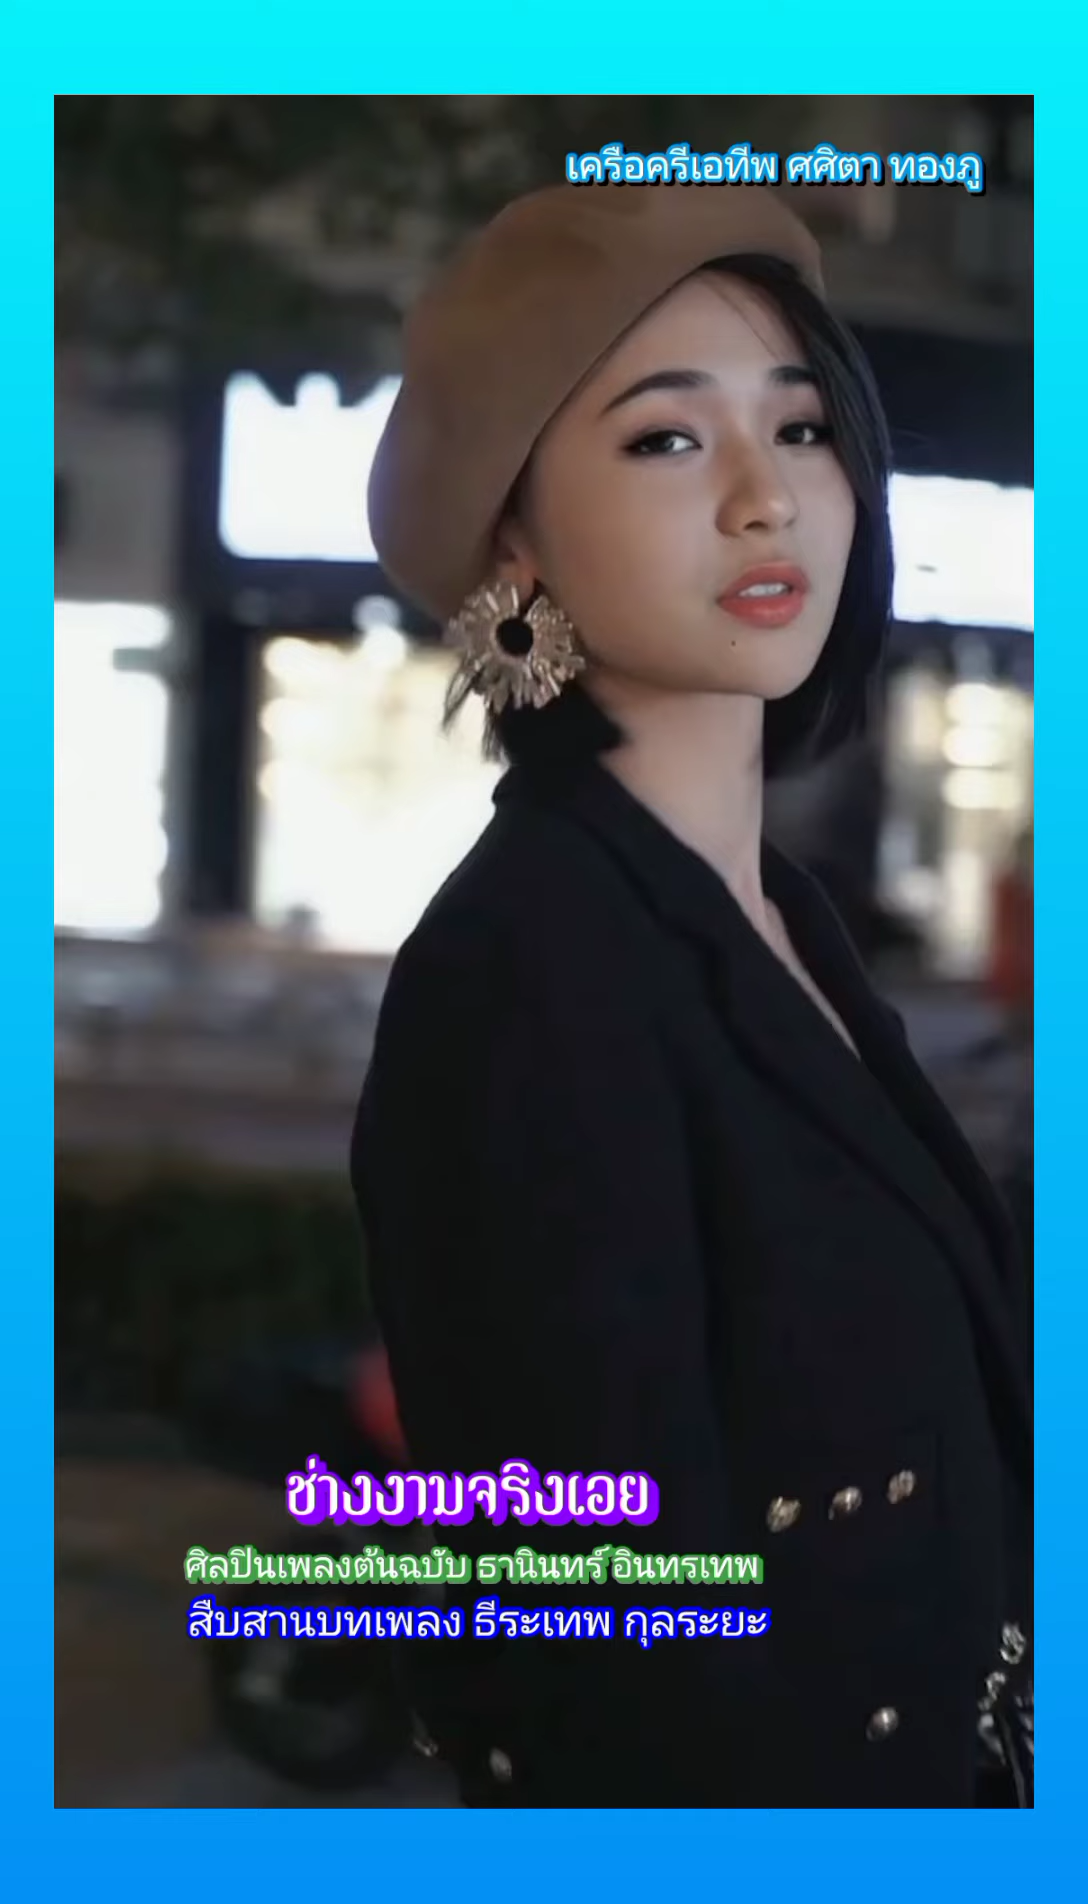 เครือครีเอทีพ ศศิตา ทองภู
ช่างงามจริงเอย
ศิลปินเพลงต้นฉบับ ธานินทร์ อินทรเทพ
สืบสานบทเพลง ธีระเทพ กุลระยะ